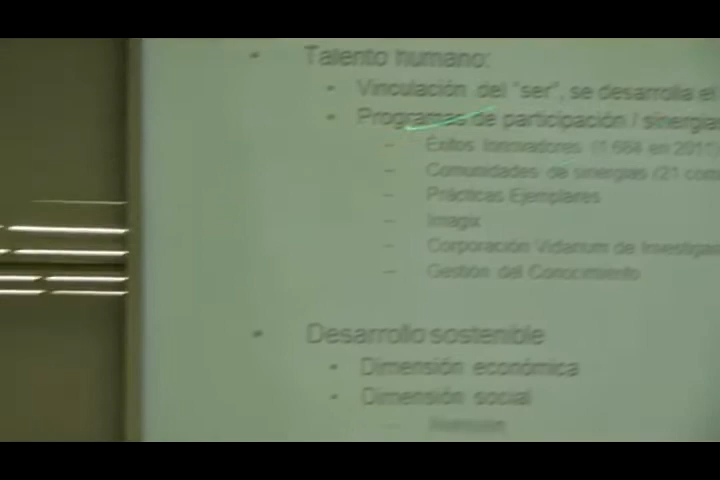 Talento humano:
Vinculación del "ser", se desarrolla el
Programas de participación / sinergia
Éxitos Innovadores (1.664 en 2011)
Comunidades de sinergias (21 com
Prácticas Ejemplares
Imagix
Corporación Vidarium de Investiga
Gestión del Conocimiento
Desarrollo sostenible
Dimensión económica
Dimensión social